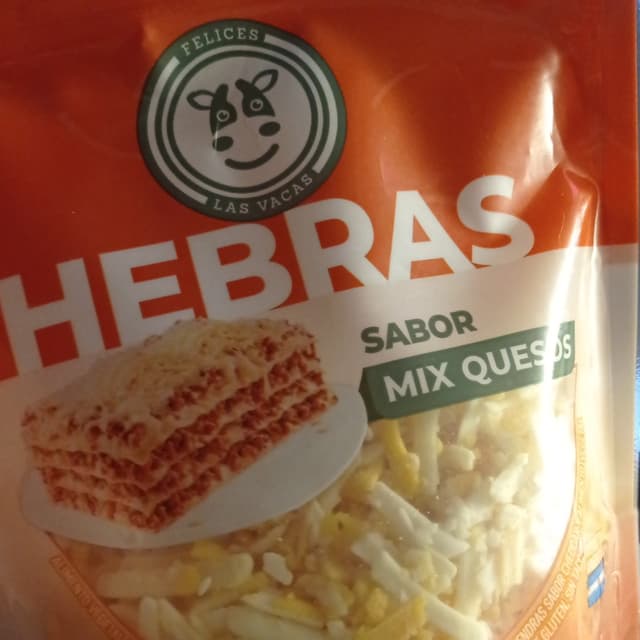 FELICES
LAS VACAS
HEBRAS
SABOR
MIX QUESOS